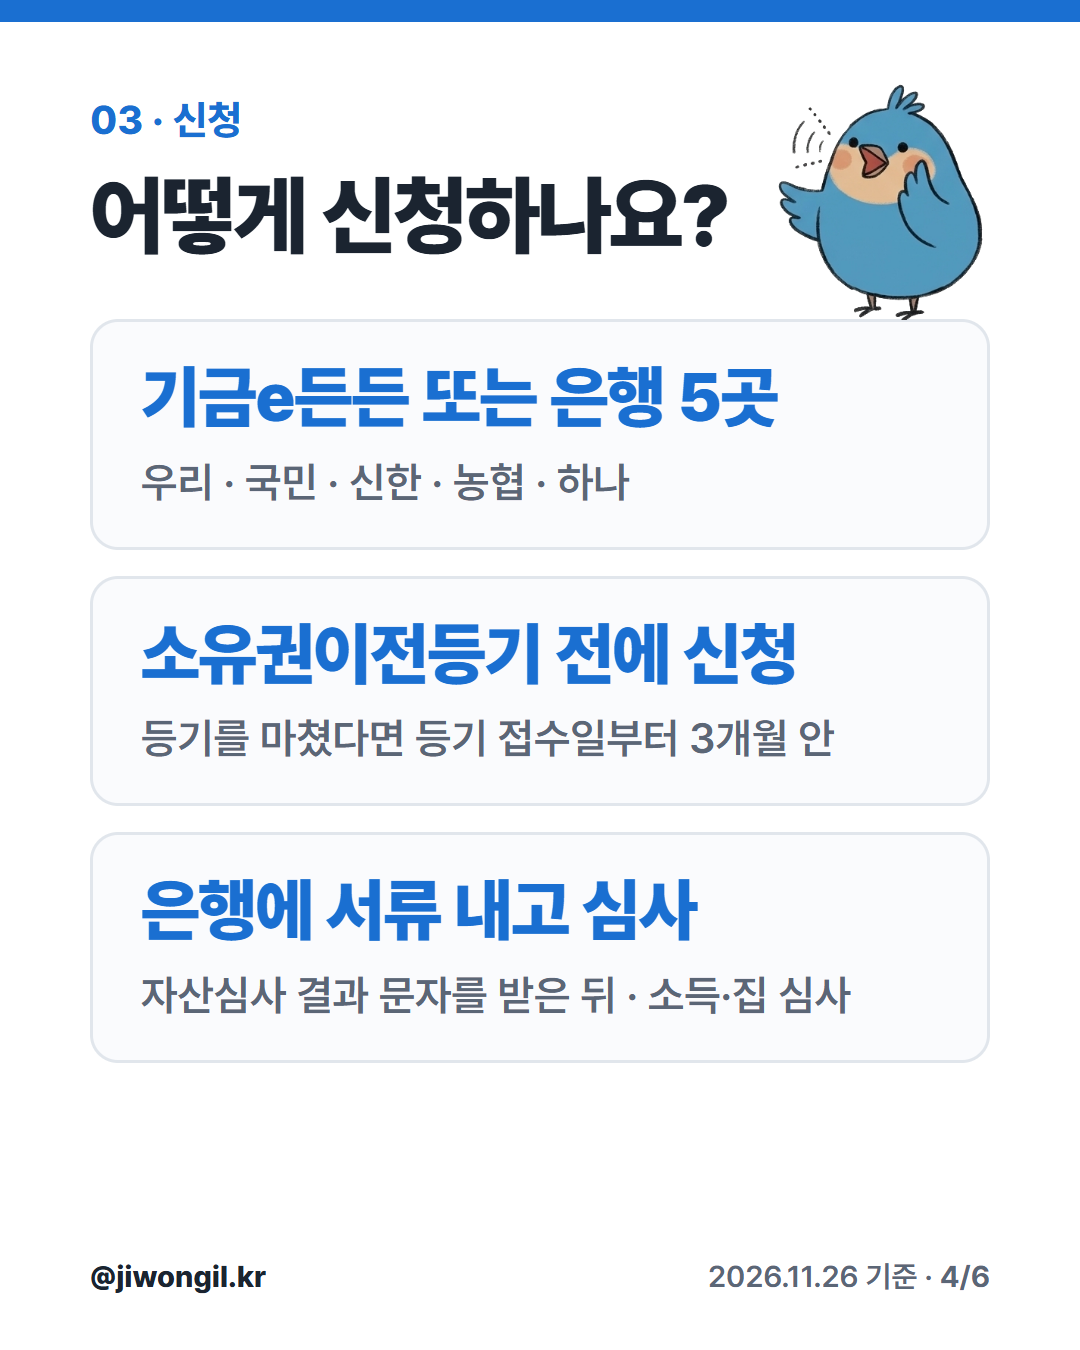 03 · 신청
어떻게 신청하나요?
기금e든든 또는 은행 5곳
우리 · 국민 · 신한 · 농협 · 하나
소유권이전등기 전에 신청
등기를 마쳤다면 등기 접수일부터 3개월 안
은행에 서류 내고 심사
자산심사 결과 문자를 받은 뒤 · 소득·집 심사
@jiwongil.kr
2026.11.26 기준 · 4/6